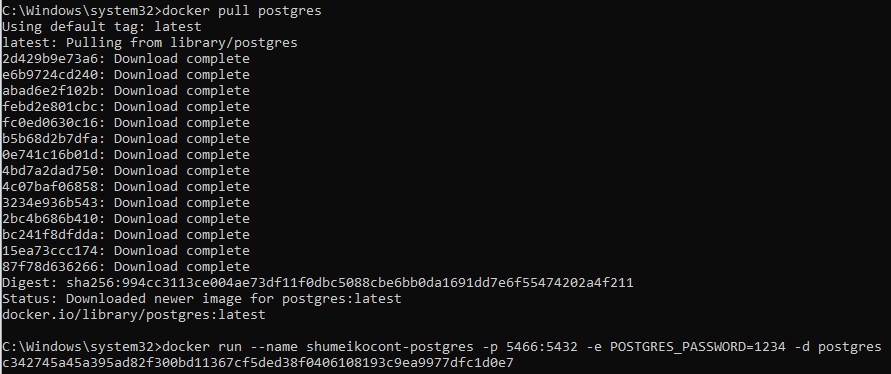 C:\Windows\system32>docker pull postgres
Using default tag: latest
latest: Pulling from library/postgres
2d429b9e73a6: Download complete
e6b9724cd240: Download complete
abad6e2f102b: Download complete
febd2e801cbc: Download complete
fc0ed0630c16: Download complete
b5b68d2b7dfa: Download complete
0e741c16b01d: Download complete
4bd7a2dad750: Download complete
4c07baf06858: Download complete
3234e936b543: Download complete
2bc4b686b410: Download complete
bc241f8dfdda: Download complete
15ea73ccc174: Download complete
87f78d636266: Download complete
Digest: sha256:994cc3113ce004ae73df11f0dbc5088cbe6bb0da1691dd7e6f55474202a4f211
Status: Downloaded newer image for postgres:latest
docker.io/library/postgres:latest
C:\Windows\system32>docker run --name shumeikocont-postgres -p 5466:5432 -e POSTGRES_PASSWORD=1234 -d postgres
c342745a45a395ad82f300bd11367cf5ded38f0406108193c9ea9977dfc1d0e7